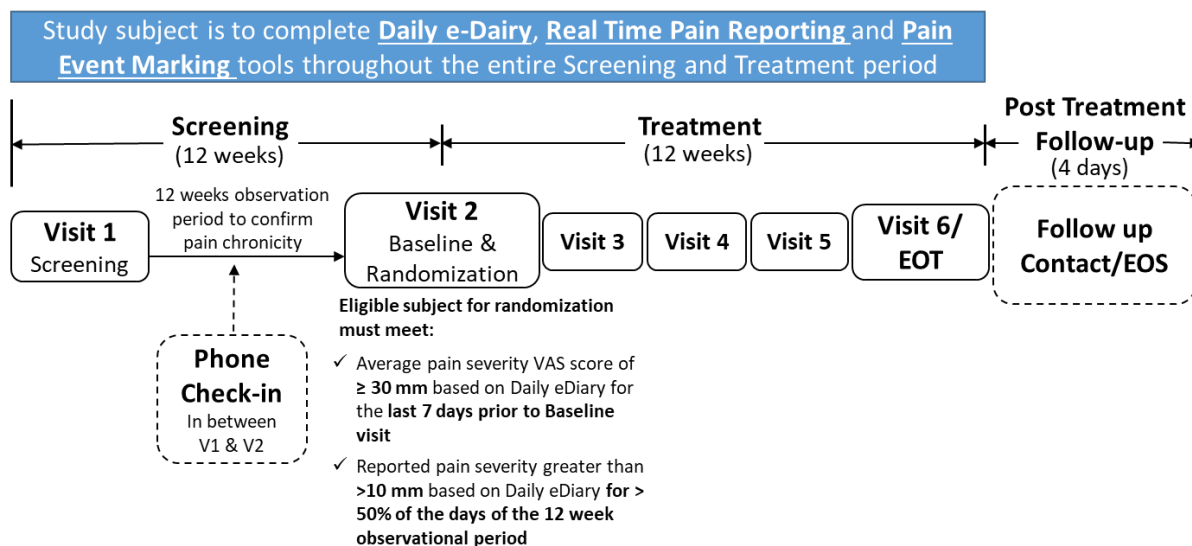 Study subject is to complete Daily e-Dairy, Real Time Pain Reporting and Pain
Event Marking tools throughout the entire Screening and Treatment period
Screening
(12 weeks)
Treatment
(12 weeks)
Post Treatment
Follow-up
(4 days)
Visit 1
Screening
12 weeks observation
period to confirm
pain chronicity
Visit 2
Baseline &
Randomization
Visit 3
Visit 4
Visit 5
Visit 6/
EOT
Follow up
Contact/EOS
Phone
Check-in
In between
V1 & V2
Eligible subject for randomization
must meet:
✓ Average pain severity VAS score of
≥ 30 mm based on Daily eDiary for
the last 7 days prior to Baseline
visit
✓ Reported pain severity greater than
>10 mm based on Daily eDiary for >
50% of the days of the 12 week
observational period